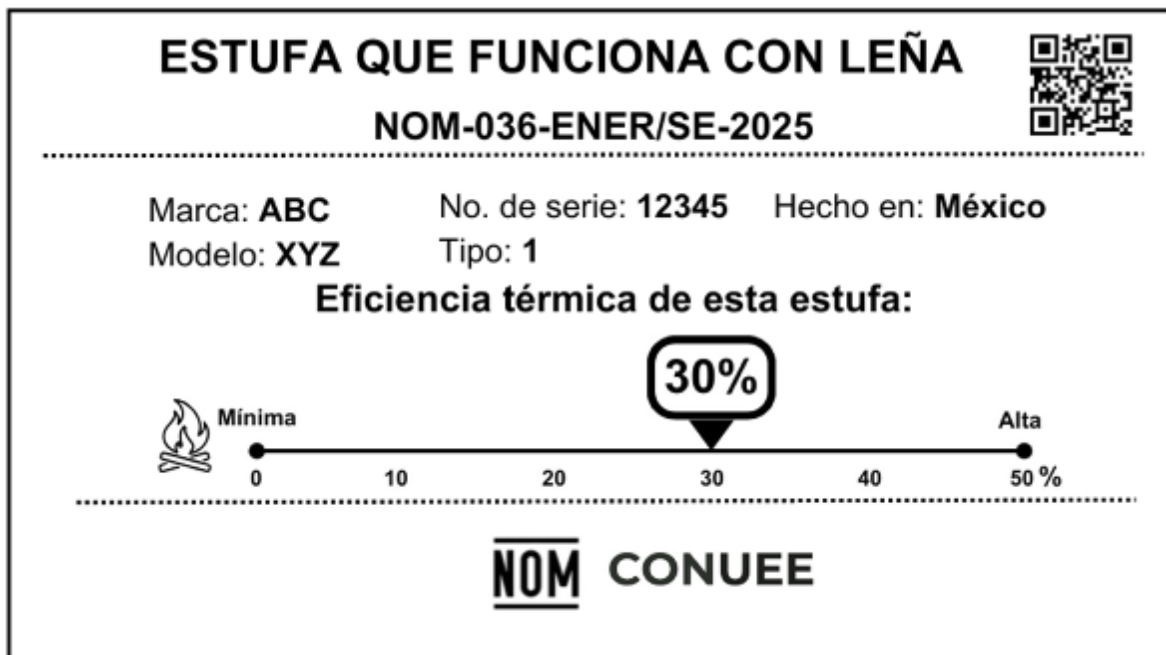 ESTUFA QUE FUNCIONA CON LEÑA
NOM-036-ENER/SE-2025
Marca: ABC No. de serie: 12345 Hecho en: México
Modelo: XYZ Tipo: 1
Eficiencia térmica de esta estufa:
30%
Mínima Alta
0 10 20 30 40 50 %
NOM CONUEE